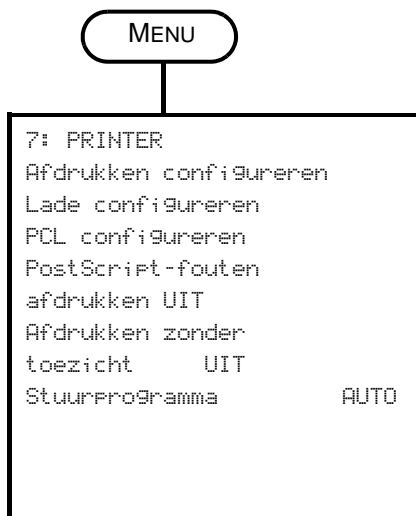 MENU
7: PRINTER
Afdrukken configureren
Lade configureren
PCL configureren
PostScript-fouten
afdrukken UIT
Afdrukken zonder
toezicht UIT
Stuurprogramma AUTO